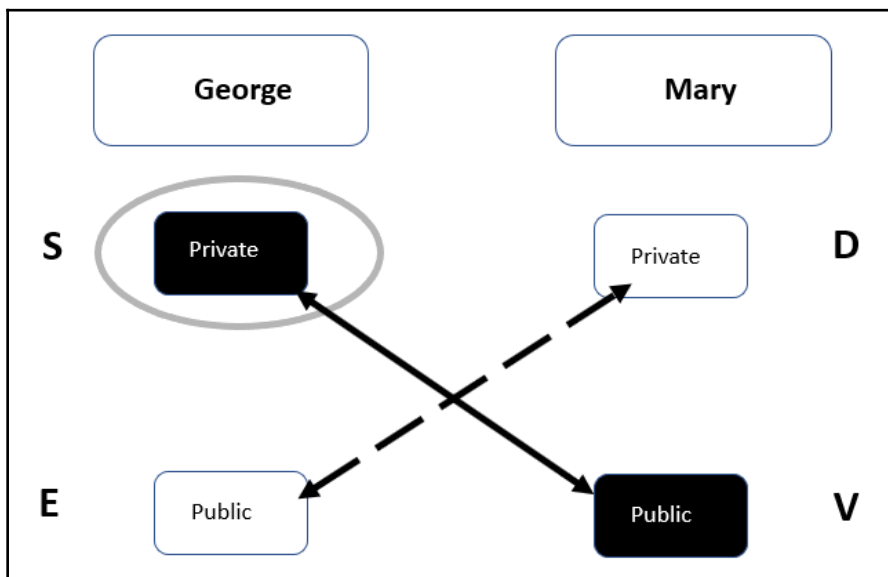 George
Mary
S
Private
Private
D
E
Public
Public
V